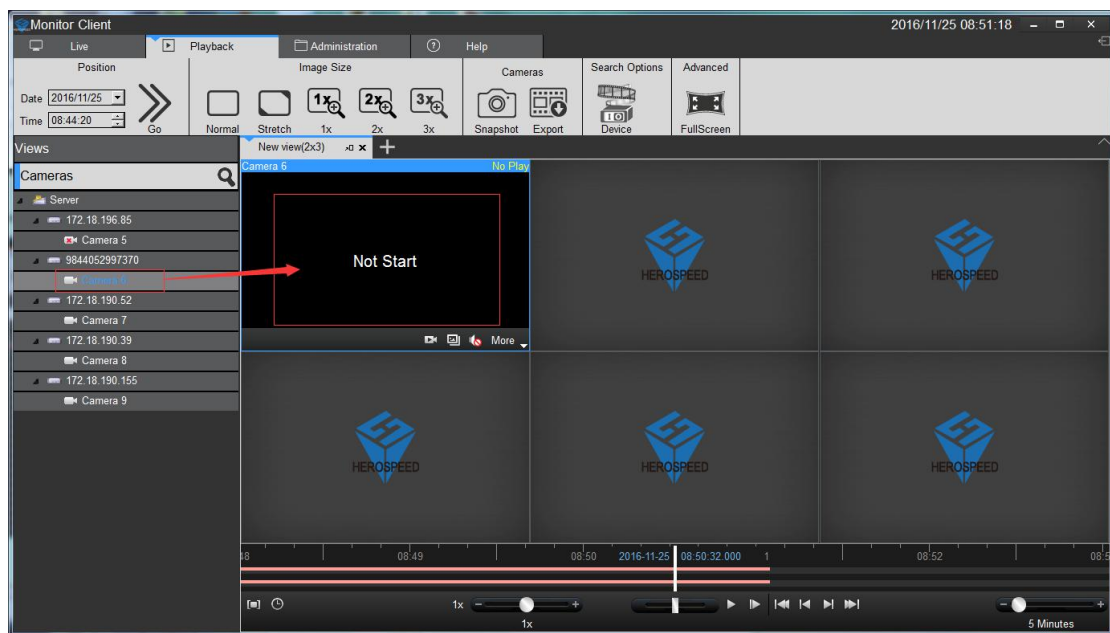 Monitor Client
2016/11/25 08:51:18
Live
Playback
Administration
Help
Position
Image Size
Cameras
Search Options
Advanced
Date 2016/11/25
Time 08:44:20
Go
Normal
Stretch
1x
1x
2x
2x
3x
3x
Snapshot
Export
Device
FullScreen
Views
New view(2x3)
Cameras
Camera 6
No Play
Server
172.18.196.85
Camera 5
9844052997370
Camera 6
172.18.190.52
Camera 7
172.18.190.39
Camera 8
172.18.190.155
Camera 9
Not Start
More
HEROSPEED
HEROSPEED
HEROSPEED
HEROSPEED
HEROSPEED
08:49
08:50
2016-11-25
08:50:32.000
08:52
1x
1x
5 Minutes